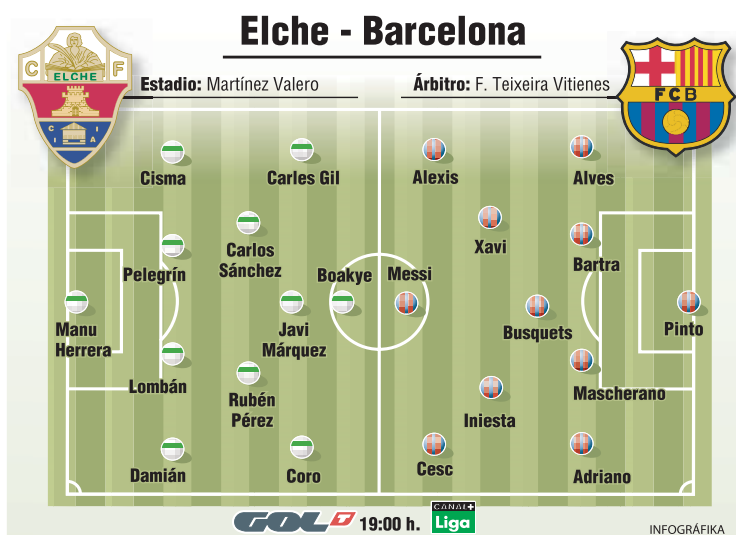 Elche - Barcelona
Estadio: Martínez Valero
Árbitro: F. Teixeira Vitienes
C F
ELCHE
C I
I A
F C B
Cisma
Carles Gil
Alexis
Alves
Carlos
Sánchez
Xavi
Pelegrín
Boakye
Messi
Bartra
Manu
Herrera
Javi
Márquez
Busquets
Pinto
Lombán
Rubén
Pérez
Iniesta
Mascherano
Damián
Coro
Cesc
Adriano
GOL T
19:00 h.
CANAL+
Liga
INFOGRÁFIKA